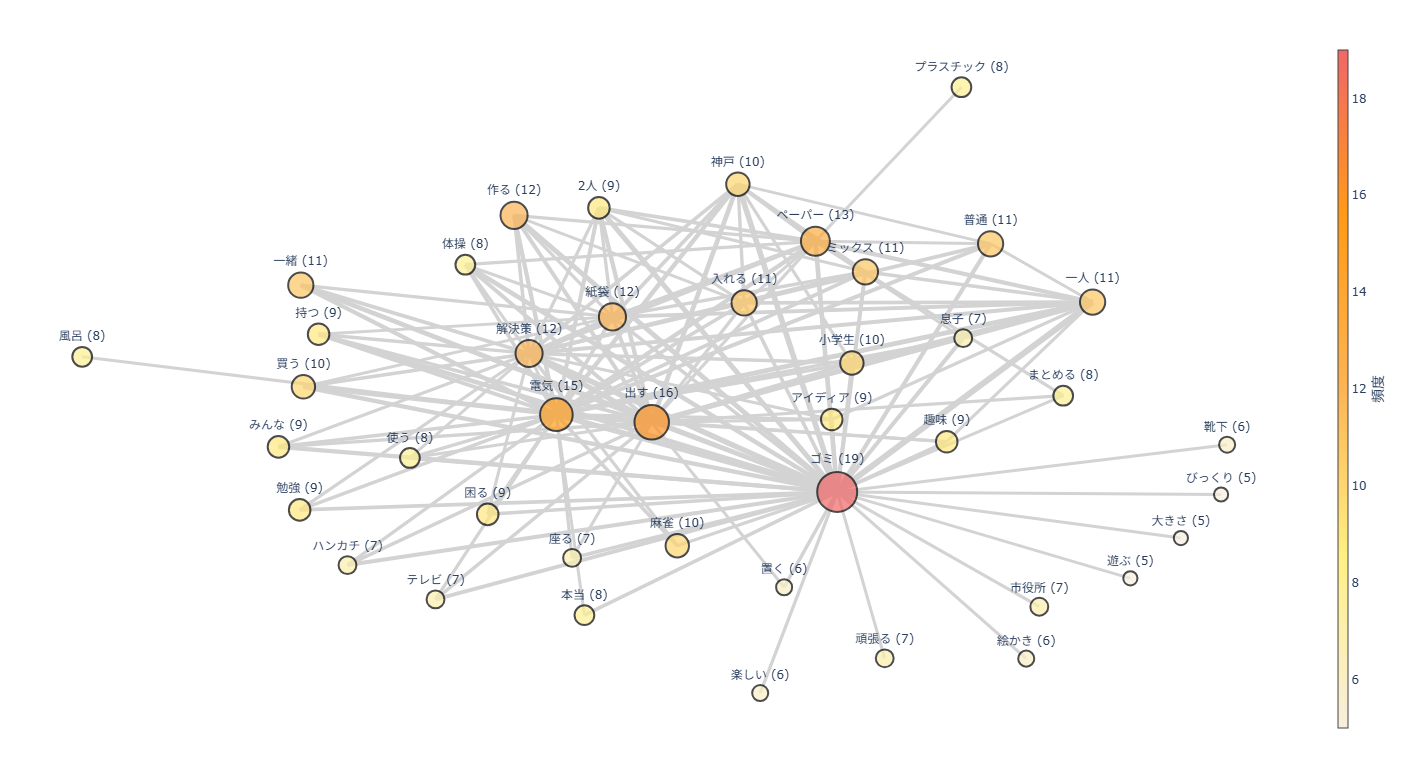 プラスチック (8)
18
神戸 (10)
作る (12)
2人 (9)
16
ペーパー (13)
普通 (11)
体操 (8)
ミックス (11)
一緒 (11)
入れる (11)
一人 (11)
紙袋 (12)
14
持つ (9)
解決策 (12)
息子 (7)
風呂 (8)
小学生 (10)
買う (10)
まとめる (8)
電気 (15)
出す (16)
12
頻度
アイディア (9)
みんな (9)
趣味 (9)
靴下 (6)
使う (8)
ゴミ (19)
びっくり (5)
10
勉強 (9)
困る (9)
麻雀 (10)
大きさ (5)
ハンカチ (7)
座る (7)
遊ぶ (5)
置く (6)
テレビ (7)
8
市役所 (7)
本当 (8)
頑張る (7)
絵かき (6)
楽しい (6)
6